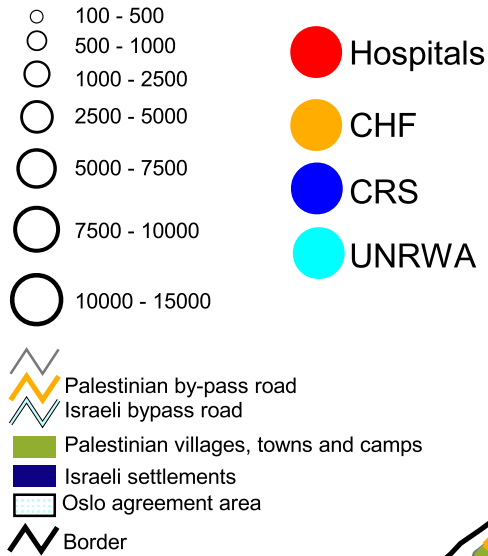 100 - 500
500 - 1000
1000 - 2500
2500 - 5000
5000 - 7500
7500 - 10000
10000 - 15000
Hospitals
CHF
CRS
UNRWA
Palestinian by-pass road
Israeli bypass road
Palestinian villages, towns and camps
Israeli settlements
Oslo agreement area
Border